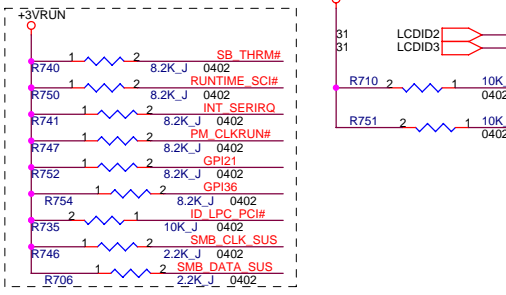 +3VRUN
1 2 SB_THRM#
R740 8.2K_J 0402
1 2 RUNTIME_SCI#
R750 8.2K_J 0402
1 2 INT_SERIRQ
R741 8.2K_J 0402
1 2 PM_CLKRUN#
R747 8.2K_J 0402
1 2 GPI21
R752 8.2K_J 0402
1 2 GPI36
R754 8.2K_J 0402
2 1 ID_LPC_PCI#
R735 10K_J 0402
1 2 SMB_CLK_SUS
R746 2.2K_J 0402
1 2 SMB_DATA_SUS
R706 2.2K_J 0402
31 LCDID2
31 LCDID3
R710 2 1 10K
0402
R751 2 1 10K
0402